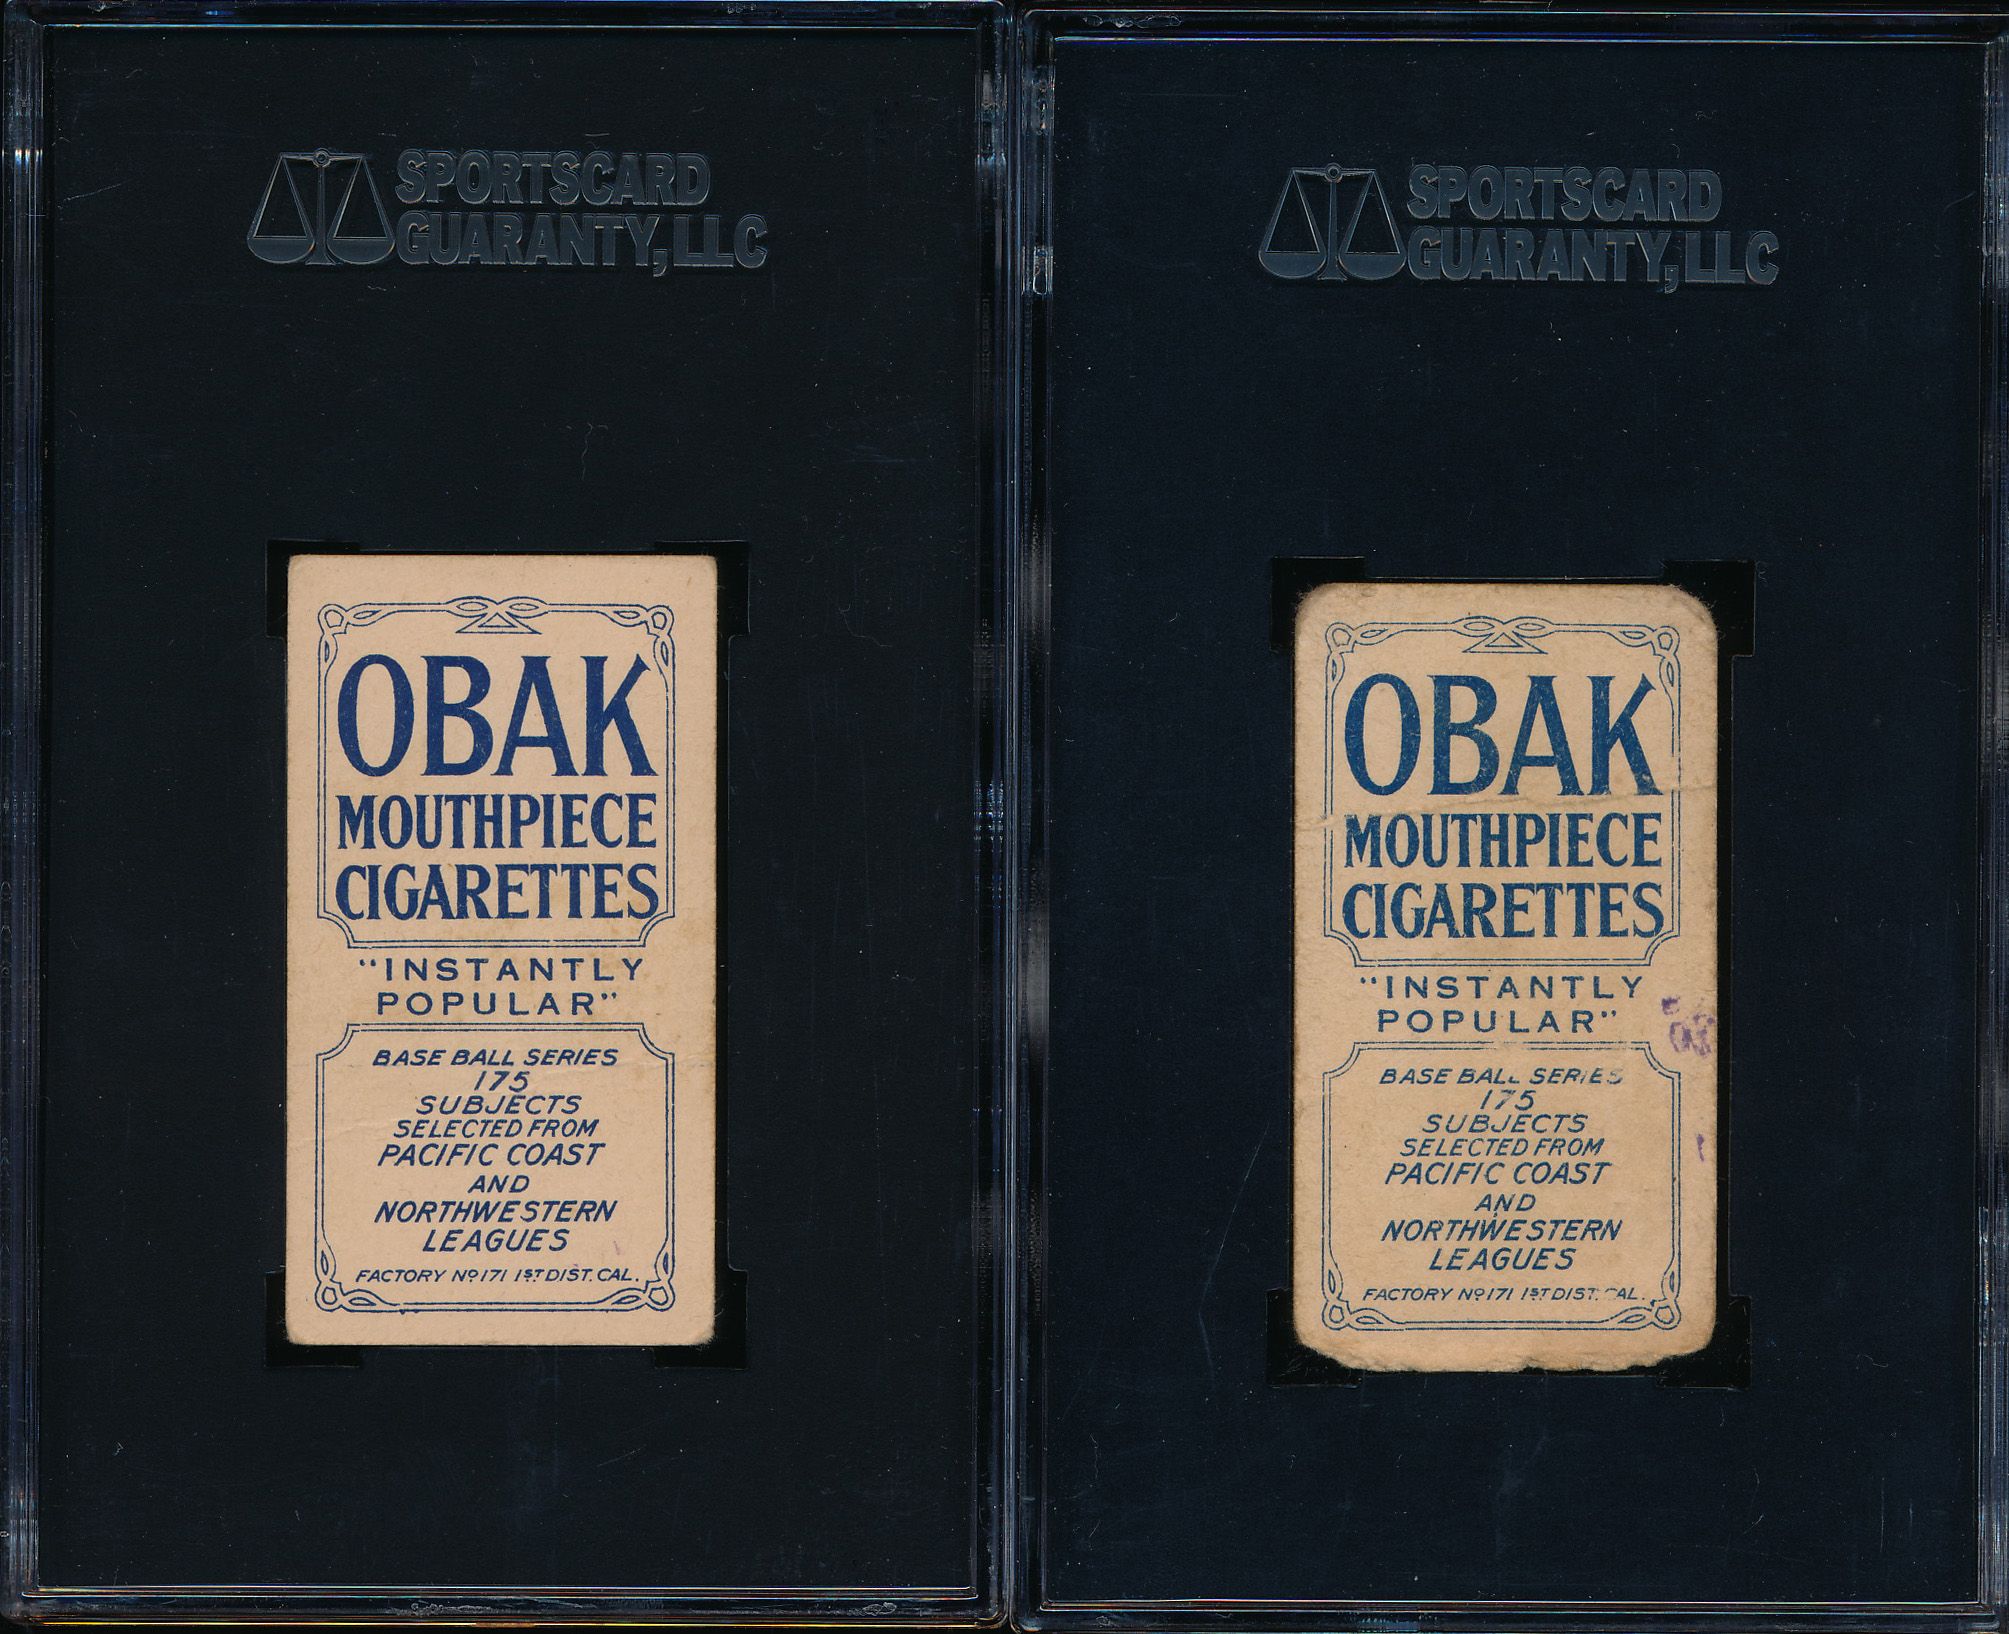 SPORTSCARD
GUARANTY, LLC
OBAK
MOUTHPIECE
CIGARETTES
"INSTANTLY
POPULAR"
BASE BALL SERIES
175
SUBJECTS
SELECTED FROM
PACIFIC COAST
AND
NORTHWESTERN
LEAGUES
FACTORY Nº 171 1ST DIST. CAL.
SPORTSCARD
GUARANTY, LLC
OBAK
MOUTHPIECE
CIGARETTES
"INSTANTLY
POPULAR"
BASE BALL SERIES
175
SUBJECTS
SELECTED FROM
PACIFIC COAST
AND
NORTHWESTERN
LEAGUES
FACTORY Nº 171 1ST DIST. CAL.